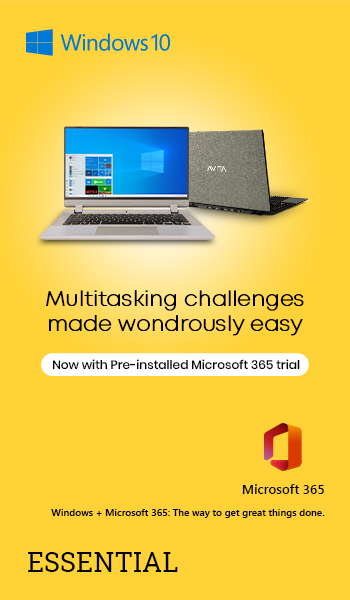 Windows 10
AVITA
Multitasking challenges
made wondrously easy
Now with Pre-installed Microsoft 365 trial
Microsoft 365
Windows + Microsoft 365: The way to get great things done.
ESSENTIAL